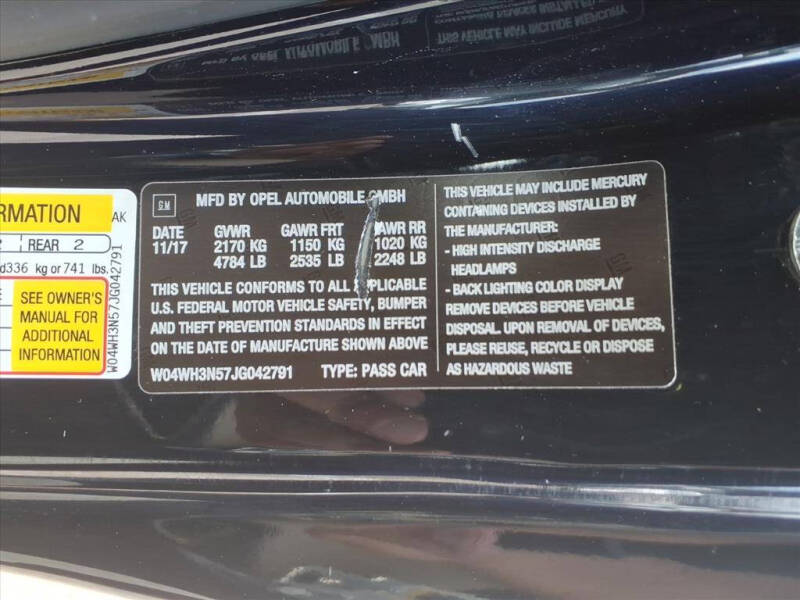 RMATION
AK
REAR 2
d336 kg or 741 lbs.
SEE OWNER'S
MANUAL FOR
ADDITIONAL
INFORMATION
W04WH3N57JG042791
GM
MFD BY OPEL AUTOMOBILE GMBH
DATE GVWR GAWR FRT GAWR RR
11/17 2170 KG 1150 KG 1020 KG
4784 LB 2535 LB 2248 LB
THIS VEHICLE CONFORMS TO ALL APPLICABLE
U.S. FEDERAL MOTOR VEHICLE SAFETY, BUMPER
AND THEFT PREVENTION STANDARDS IN EFFECT
ON THE DATE OF MANUFACTURE SHOWN ABOVE
W04WH3N57JG042791 TYPE: PASS CAR
THIS VEHICLE MAY INCLUDE MERCURY
CONTAINING DEVICES INSTALLED BY
THE MANUFACTURER:
- HIGH INTENSITY DISCHARGE
HEADLAMPS
- BACK LIGHTING COLOR DISPLAY
REMOVE DEVICES BEFORE VEHICLE
DISPOSAL. UPON REMOVAL OF DEVICES,
PLEASE REUSE, RECYCLE OR DISPOSE
AS HAZARDOUS WASTE